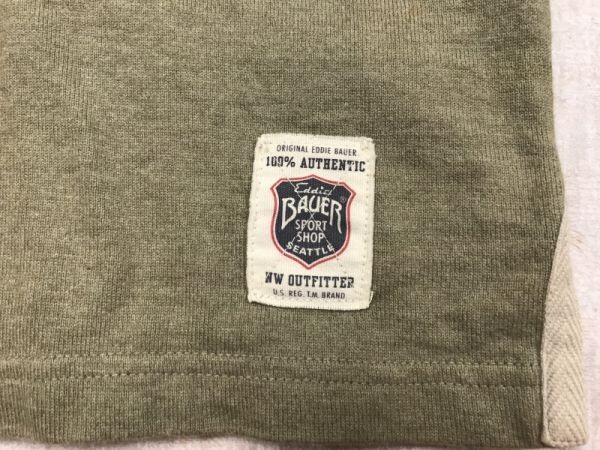 ORIGINAL EDDIE BAUER
100% AUTHENTIC
Eddie
BAUER®
X
SPORT
SHOP
SEATTLE
NW OUTFITTER
U.S. REG. T.M. BRAND